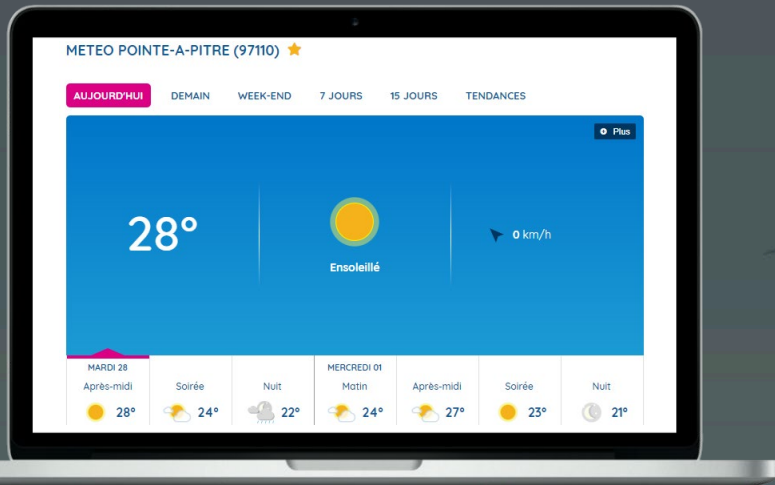 METEO POINTE-A-PITRE (97110)
AUJOURD'HUI DEMAIN WEEK-END 7 JOURS 15 JOURS TENDANCES
Plus
28° 0 km/h
Ensoleillé
MARDI 28 MERCREDI 01
Après-midi Soirée Nuit Matin Après-midi Soirée Nuit
28° 24° 22° 24° 27° 23° 21°